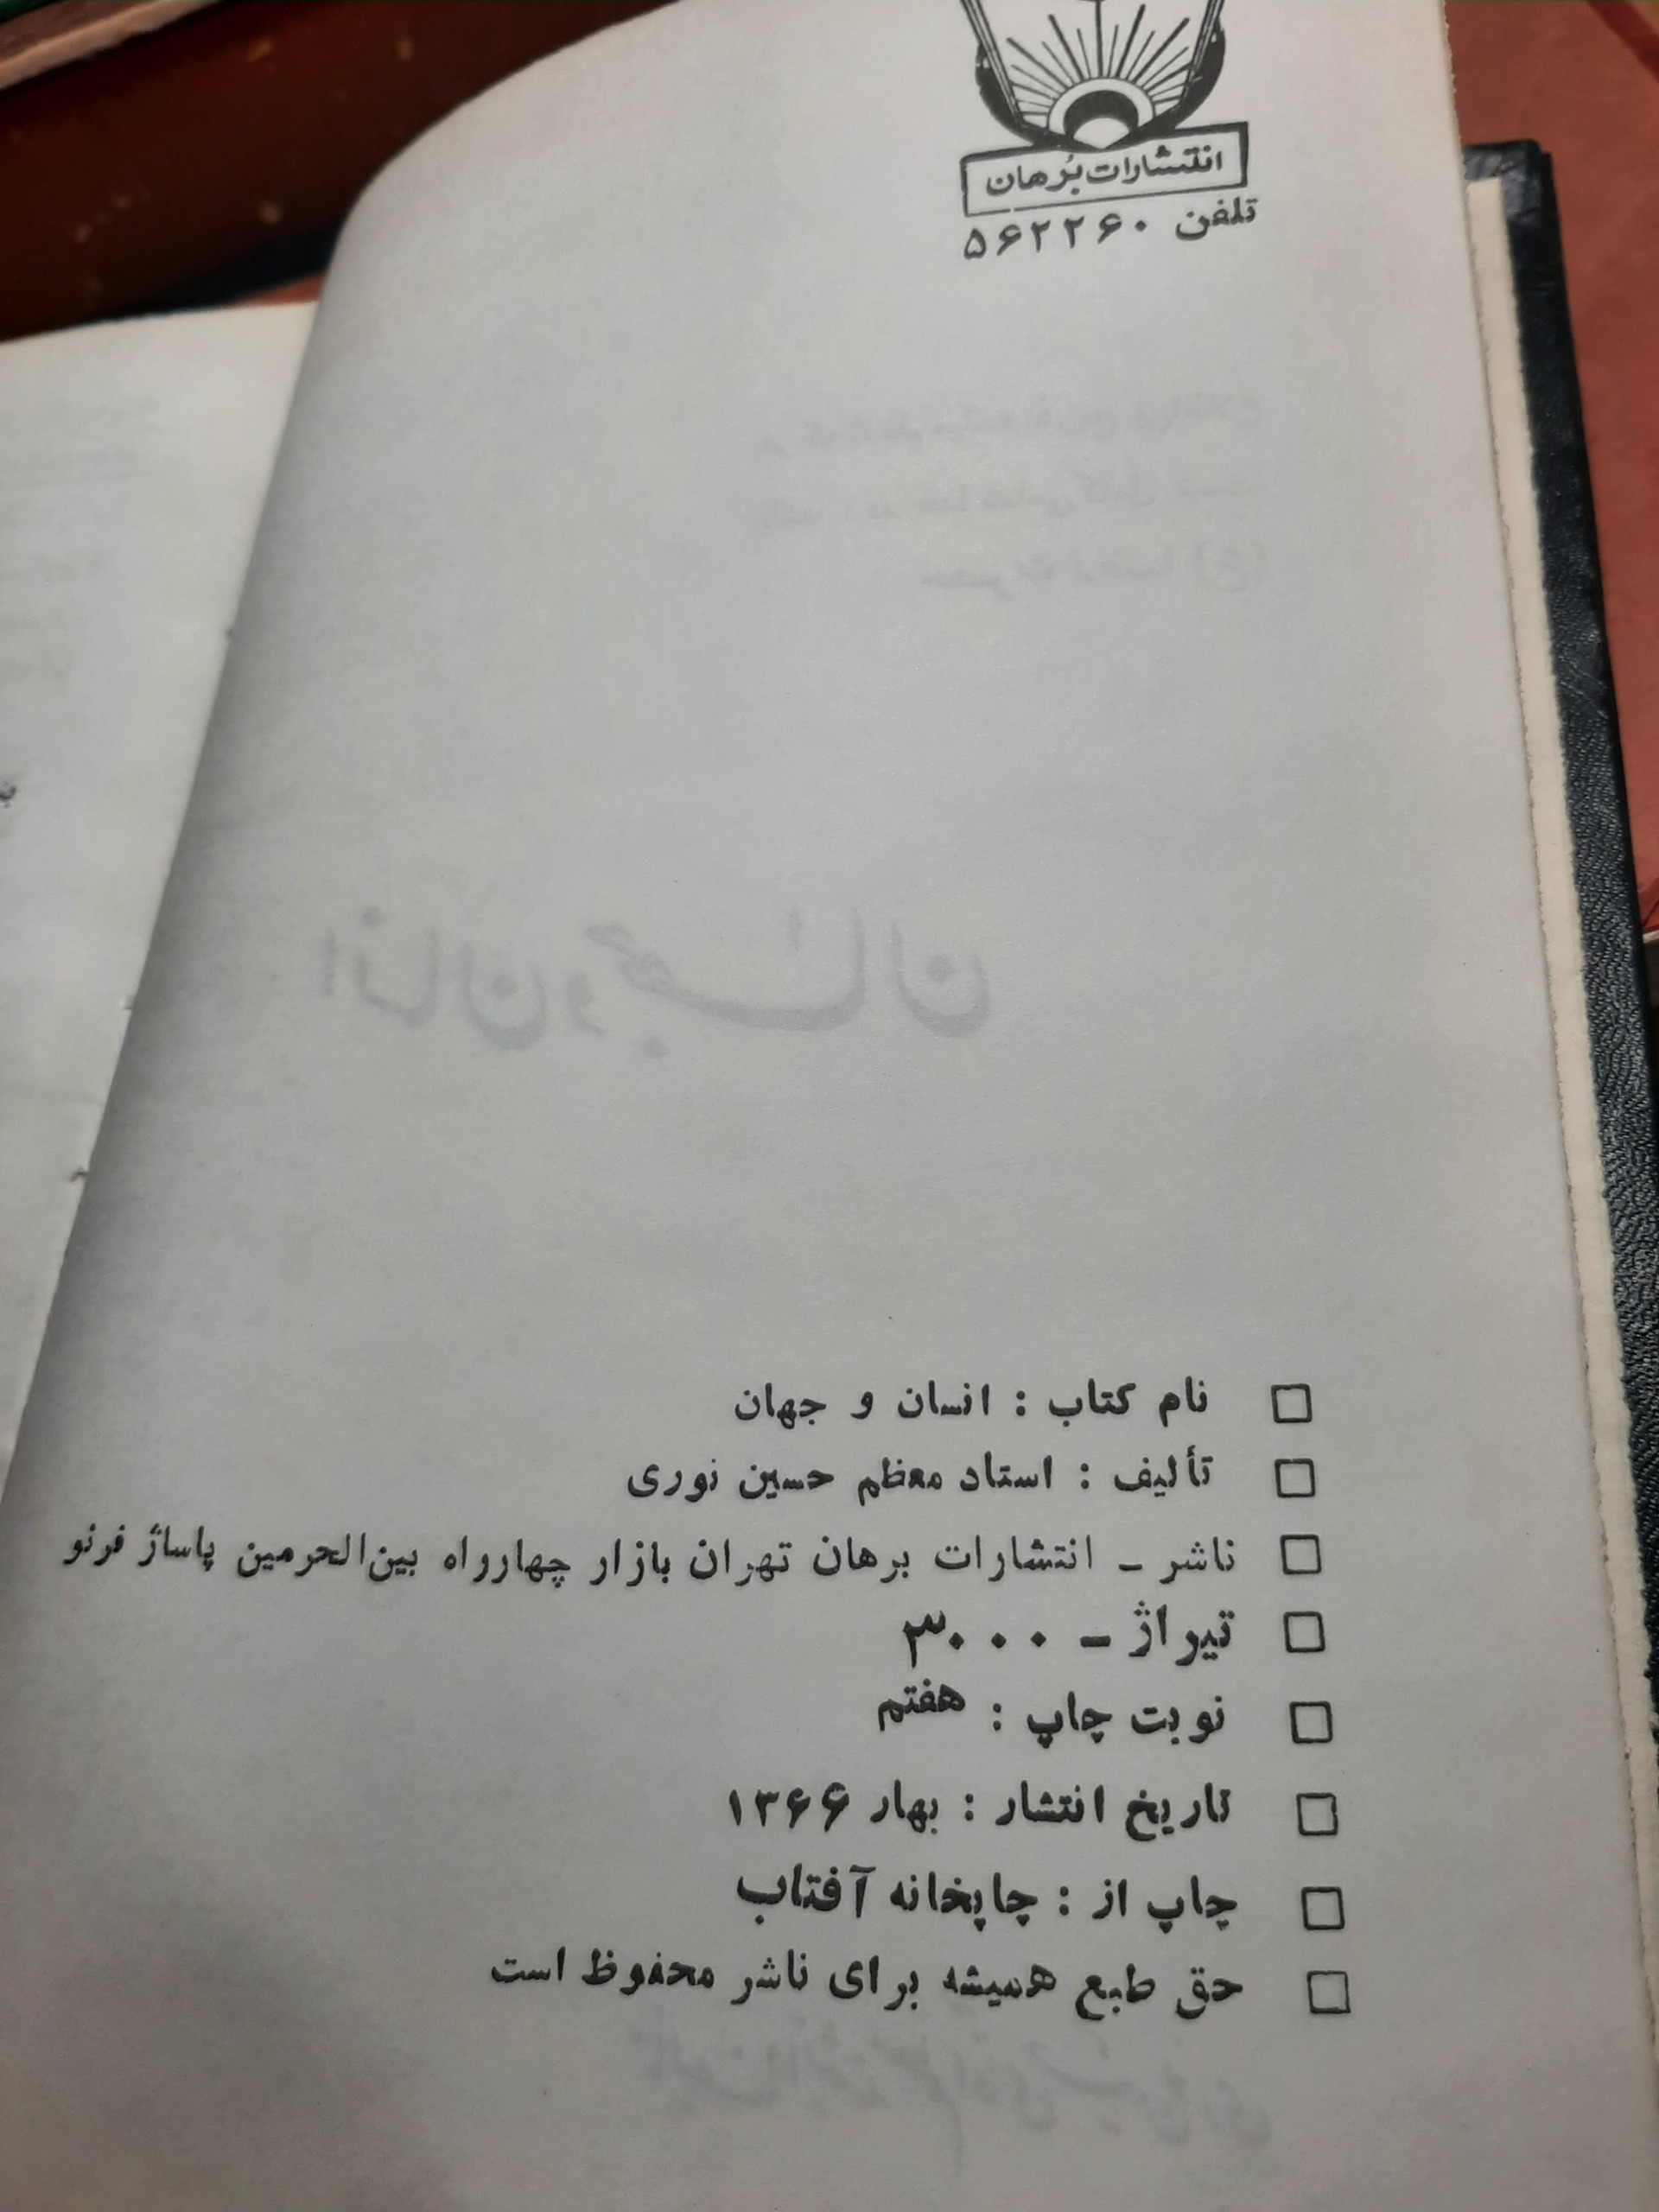 انتشارات بُرهان
تلفن ۵۶۲۲۶۰
نام کتاب : انسان و جهان
تألیف : استاد معظم حسین نوری
ناشر ـ انتشارات برهان تهران بازار چهارراه بین‌الحرمین پاساژ فرنو
تیراژ ـ ۳۰۰۰
نوبت چاپ : هفتم
تاریخ انتشار : بهار ۱۳۶۶
چاپ از : چاپخانه آفتاب
حق طبع همیشه برای ناشر محفوظ است